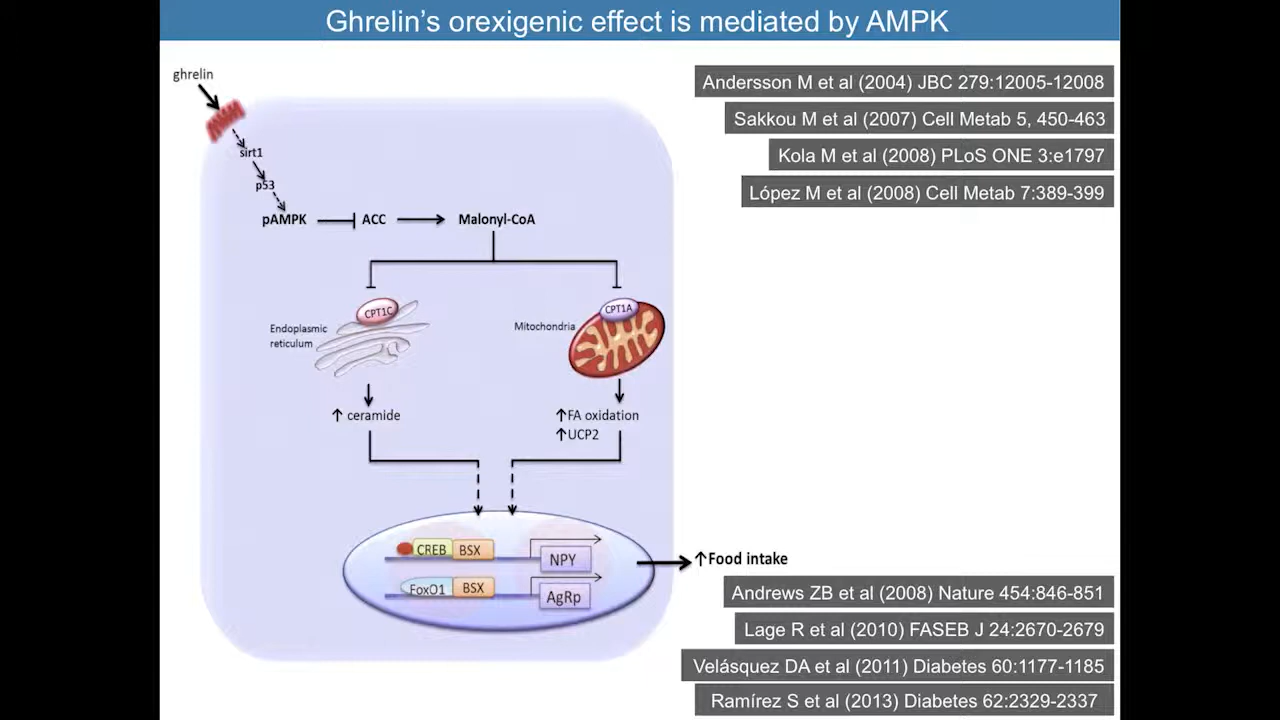 Ghrelin’s orexigenic effect is mediated by AMPK
ghrelin
sirt1
p53
pAMPK
ACC
Malonyl-CoA
Andersson M et al (2004) JBC 279:12005-12008
Sakkou M et al (2007) Cell Metab 5, 450-463
Kola M et al (2008) PLoS ONE 3:e1797
López M et al (2008) Cell Metab 7:389-399
CPT1C
Endoplasmic
reticulum
CPT1A
Mitochondria
↑ ceramide
↑FA oxidation
↑UCP2
CREB
BSX
NPY
FoxO1
BSX
AgRp
↑Food intake
Andrews ZB et al (2008) Nature 454:846-851
Lage R et al (2010) FASEB J 24:2670-2679
Velásquez DA et al (2011) Diabetes 60:1177-1185
Ramírez S et al (2013) Diabetes 62:2329-2337